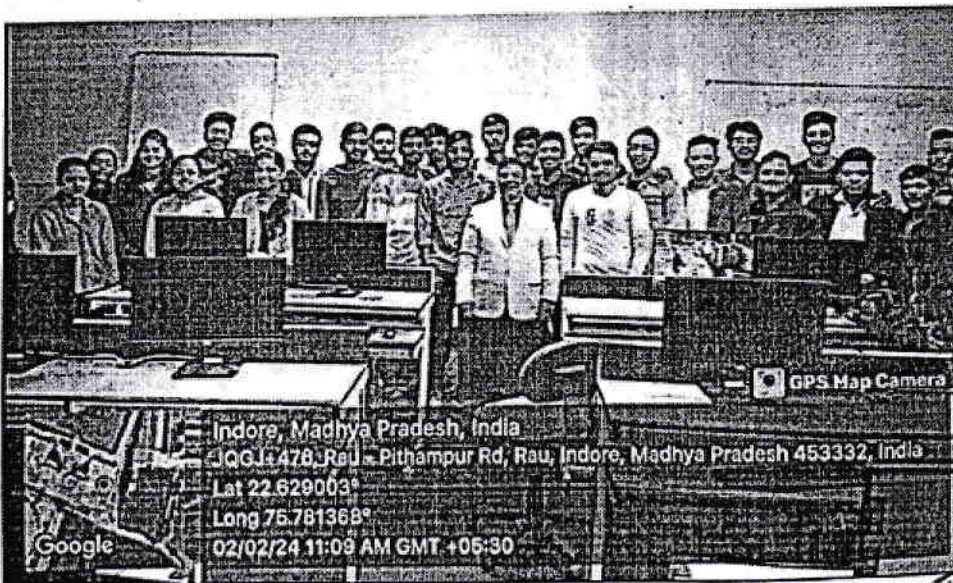 GPS Map Camera
Indore, Madhya Pradesh, India
JQGJ+478, Rau - Pithampur Rd, Rau, Indore, Madhya Pradesh 453332, India
Lat 22.629003°
Long 75.781368°
02/02/24 11:09 AM GMT +05:30
Google